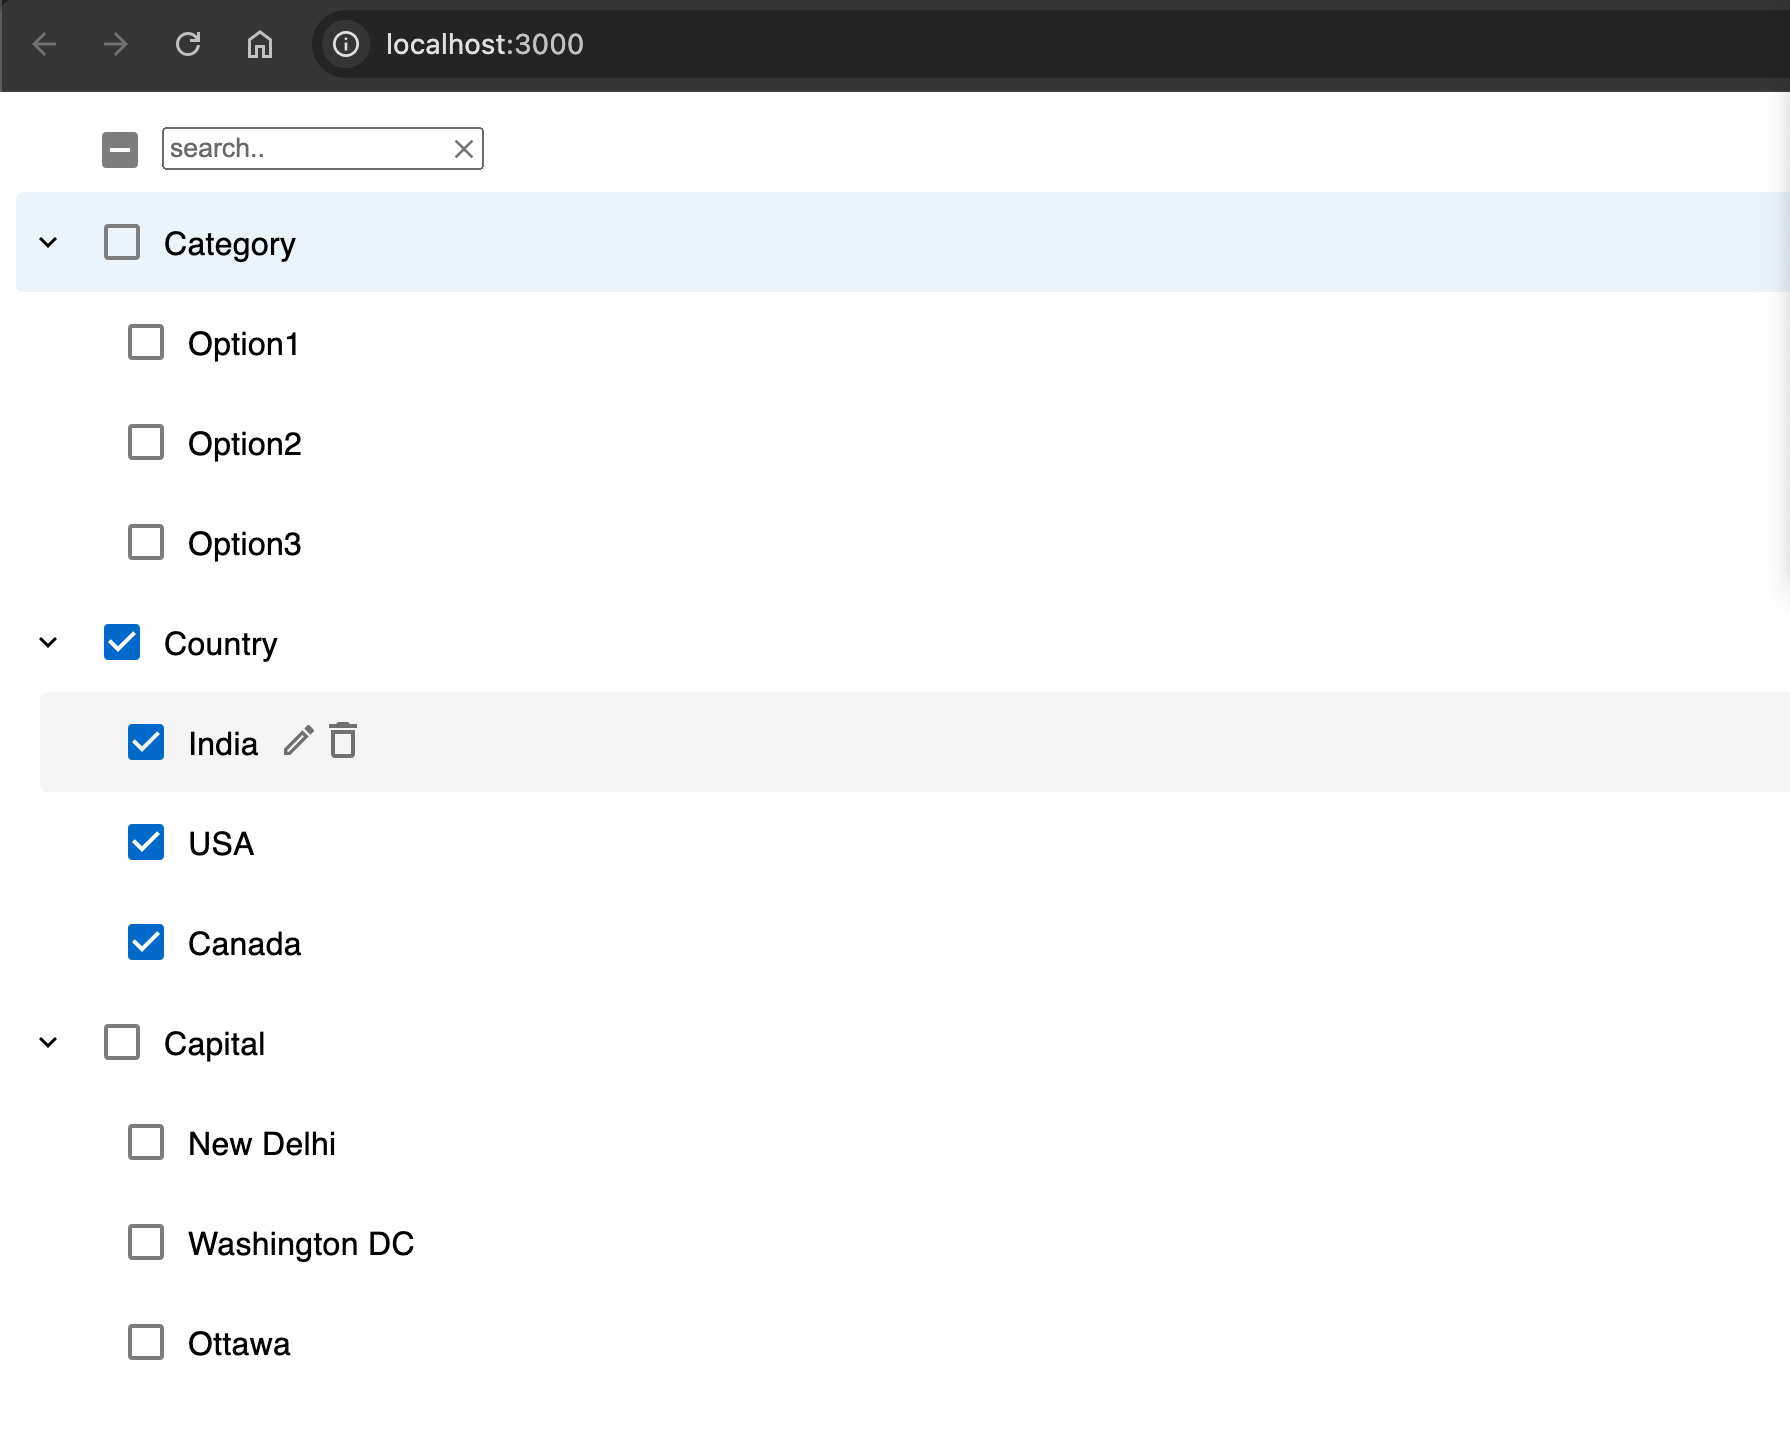 localhost:3000
search..
Category
Option1
Option2
Option3
Country
India
USA
Canada
Capital
New Delhi
Washington DC
Ottawa